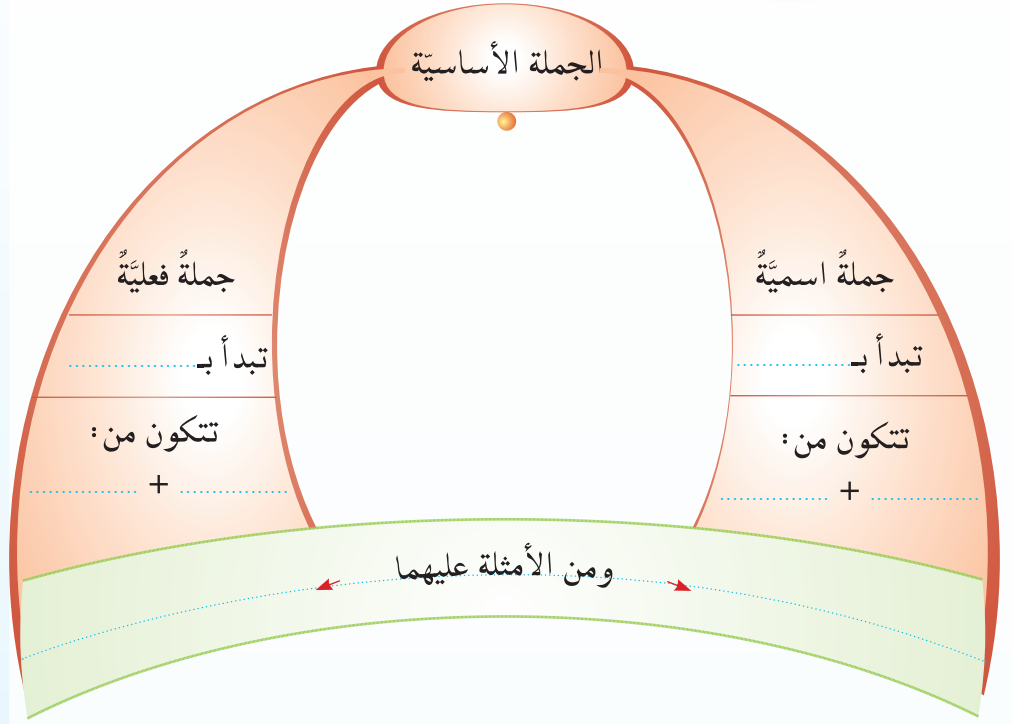 الجملة الأساسيّة
جملةٌ اسميَّةٌ
تبدأ بـ..................
تتكون من:
.................. + ..................
جملةٌ فعليَّةٌ
تبدأ بـ..................
تتكون من:
.................. + ..................
ومن الأمثلة عليهما